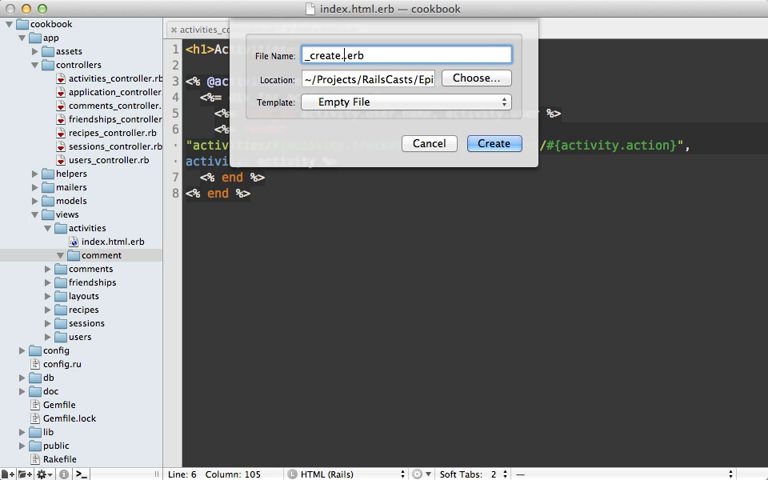 index.html.erb — cookbook
cookbook
app
assets
controllers
activities_controller.rb
application_controller
comments_controller.
friendships_controller
recipes_controller.rb
sessions_controller.rb
users_controller.rb
helpers
mailers
models
views
activities
index.html.erb
comment
comments
friendships
layouts
recipes
sessions
users
config
config.ru
db
doc
Gemfile
Gemfile.lock
lib
public
Rakefile
activities_co
File Name: _create.erb
Location: ~/Projects/RailsCasts/Epi Choose...
Template: Empty File
Cancel Create
1 <h1>Ac
2
3 <% @ac
4 <%=
5 <% %>
6 <%
· "activ /#{activity.action}",
· activi
7 <% end %>
8 <% end %>
Line: 6 Column: 105 HTML (Rails) Soft Tabs: 2 —